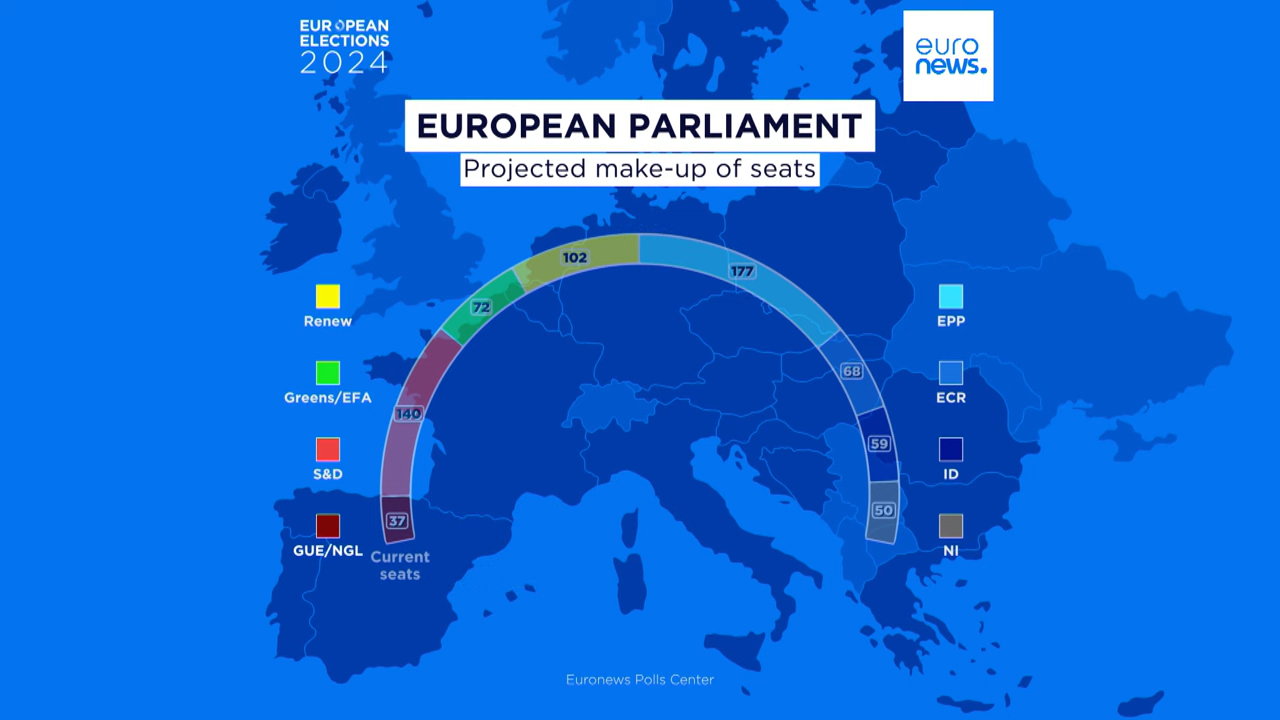 EUROPEAN
ELECTIONS
2024
euro
news.
EUROPEAN PARLIAMENT
Projected make-up of seats
102
177
72
68
140
59
37
50
Renew
Greens/EFA
S&D
GUE/NGL
EPP
ECR
ID
NI
Current
seats
Euronews Polls Center